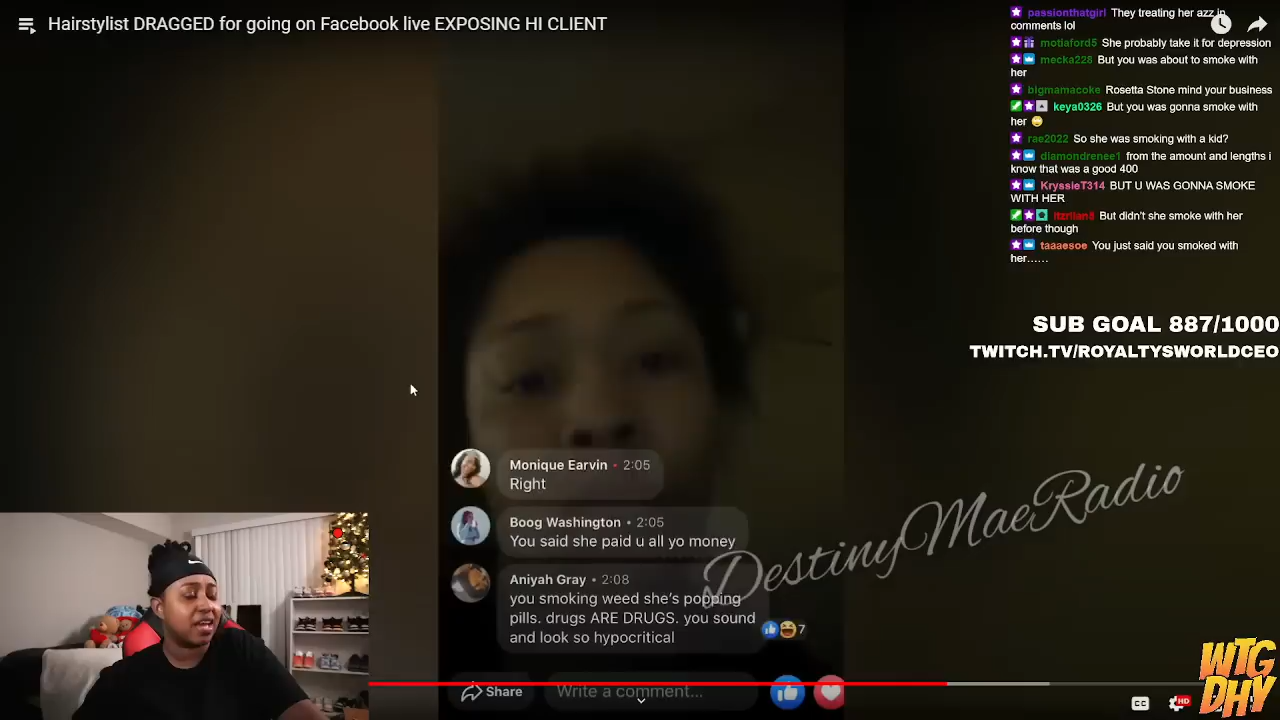 Hairstylist DRAGGED for going on Facebook live EXPOSING HI CLIENT
passionthatgirl They treating her azz in
comments lol
motiaford5 She probably take it for depression
mecka228 But you was about to smoke with
her
bigmamacoke Rosetta Stone mind your business
keya0326 But you was gonna smoke with
her
rae2022 So she was smoking with a kid?
diamondrenee1 from the amount and lengths i
know that was a good 400
KryssieT314 BUT U WAS GONNA SMOKE
WITH HER
But didn't she smoke with her
before though
taaaesoe You just said you smoked with
her......
SUB GOAL 887/1000
TWITCH.TV/ROYALTYSWORLDCEO
Monique Earvin • 2:05
Right
Boog Washington • 2:05
You said she paid u all yo money
Aniyah Gray • 2:08
you smoking weed she's popping
pills. drugs ARE DRUGS. you sound
and look so hypocritical
7
DestinyMaeRadio
Share
Write a comment...
CC
HD
WTG
DHY